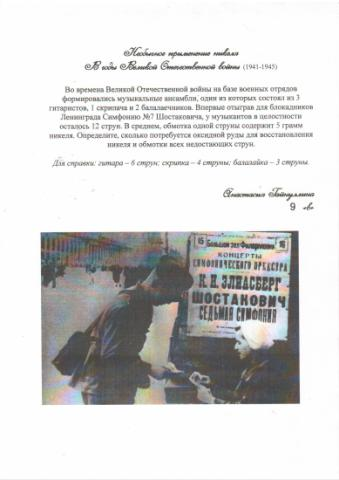 Необычное применение никеля
В годы Великой Отечественной войны (1941-1945)
Во времена Великой Отечественной войны на базе военных отрядов
формировались музыкальные ансамбли, один из которых состоял из 3
гитаристов, 1 скрипача и 2 балалаечников. Впервые отыграв для блокадников
Ленинграда Симфонию №7 Шостаковича, у музыкантов в целостности
осталось 12 струн. В среднем, обмотка одной струны содержит 5 грамм
никеля. Определите, сколько потребуется оксидной руды для восстановления
никеля и обмотки всех недостающих струн.
Для справки: гитара – 6 струн; скрипка – 4 струны; балалайка – 3 струны.
Анастасия
9 «в»
Большой зал Филармонии
КОНЦЕРТЫ
СИМФОНИЧЕСКОГО ОРКЕСТРА
К. И. ЭЛИАСБЕРГ
ШОСТАКОВИЧ
СЕДЬМАЯ СИМФОНИЯ